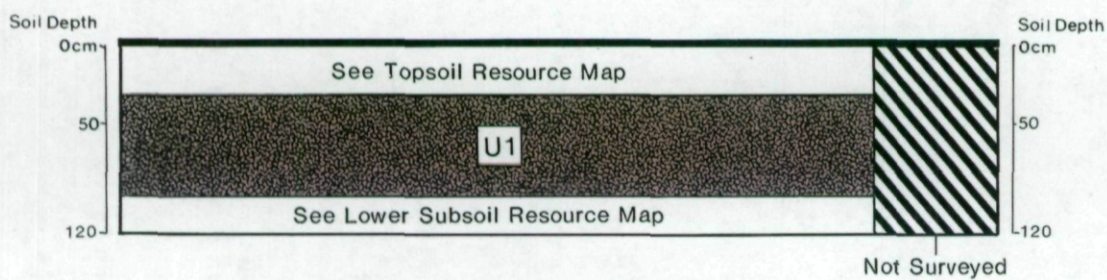 Soil Depth
Soil Depth
0cm
0cm
See Topsoil Resource Map
50
50
U1
See Lower Subsoil Resource Map
120
120
Not Surveyed